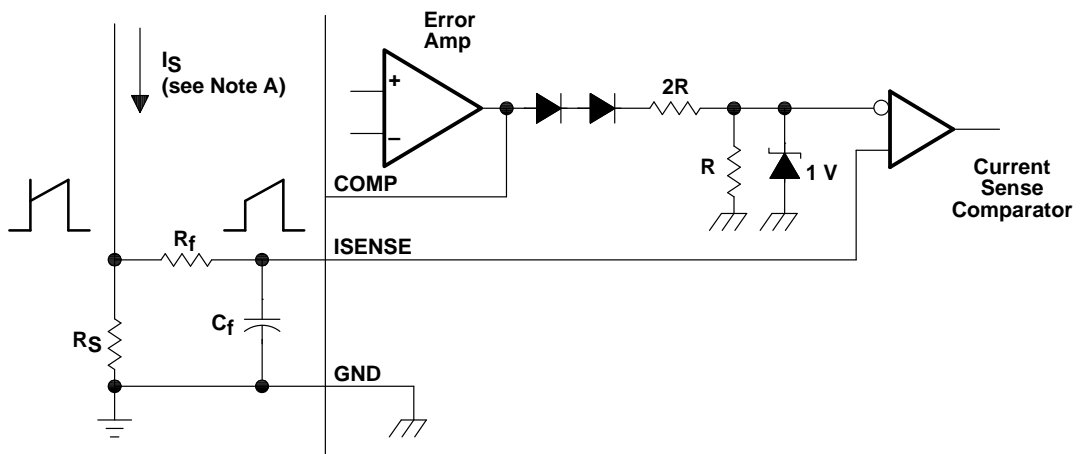 Error
Amp
IS
(see Note A)
+
−
2R
COMP
R
1 V
Current
Sense
Comparator
Rf
ISENSE
Cf
RS
GND